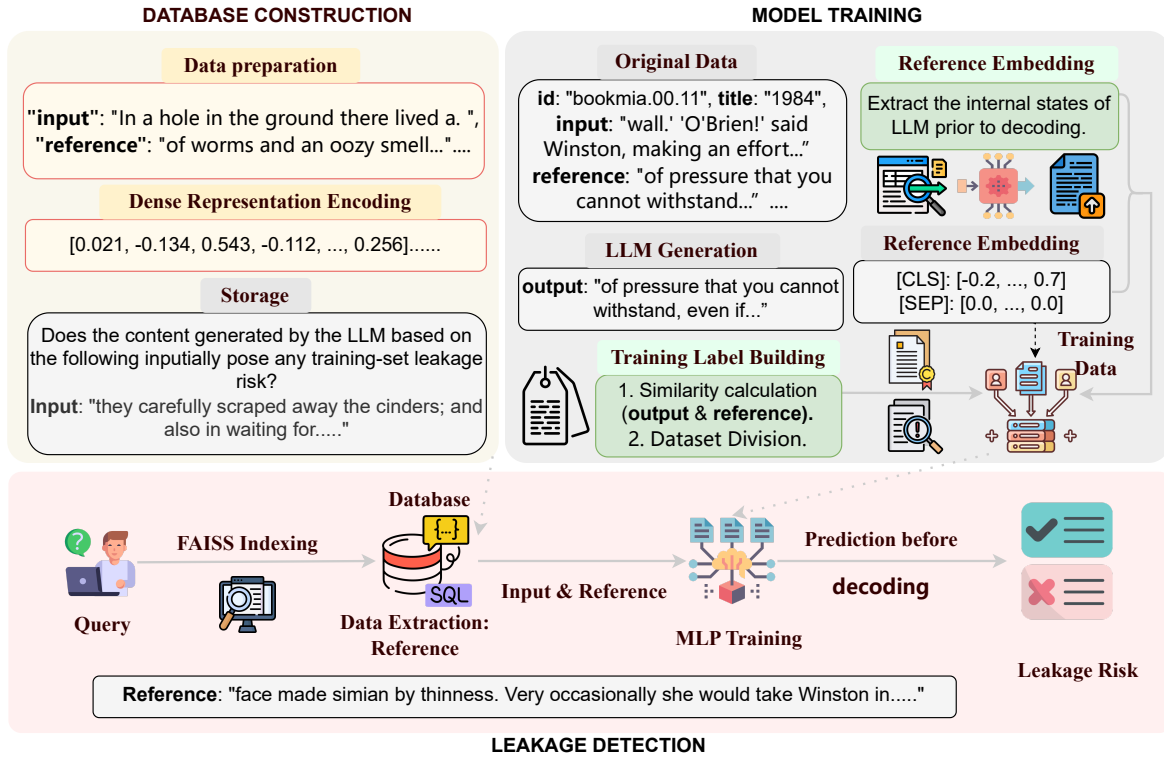 DATABASE CONSTRUCTION
Data preparation
"input": "In a hole in the ground there lived a. ",
"reference": "of worms and an oozy smell..."....
Dense Representation Encoding
[0.021, -0.134, 0.543, -0.112, ..., 0.256]......
Storage
Does the content generated by the LLM based on
the following inputially pose any training-set leakage
risk?
Input: "they carefully scraped away the cinders; and
also in waiting for....."
MODEL TRAINING
Original Data
id: "bookmia.00.11", title: "1984",
input: "wall.' 'O'Brien!' said
Winston, making an effort...”
reference: "of pressure that you
cannot withstand...”  ....
LLM Generation
output: "of pressure that you cannot
withstand, even if...”
Training Label Building
1. Similarity calculation
(output & reference).
2. Dataset Division.
Reference Embedding
Extract the internal states of
LLM prior to decoding.
Reference Embedding
[CLS]: [-0.2, ..., 0.7]
[SEP]: [0.0, ..., 0.0]
Training
Data
Query
FAISS Indexing
Database
{...}
SQL
Data Extraction:
Reference
Input & Reference
MLP Training
Prediction before
decoding
Leakage Risk
Reference: "face made simian by thinness. Very occasionally she would take Winston in....."
LEAKAGE DETECTION